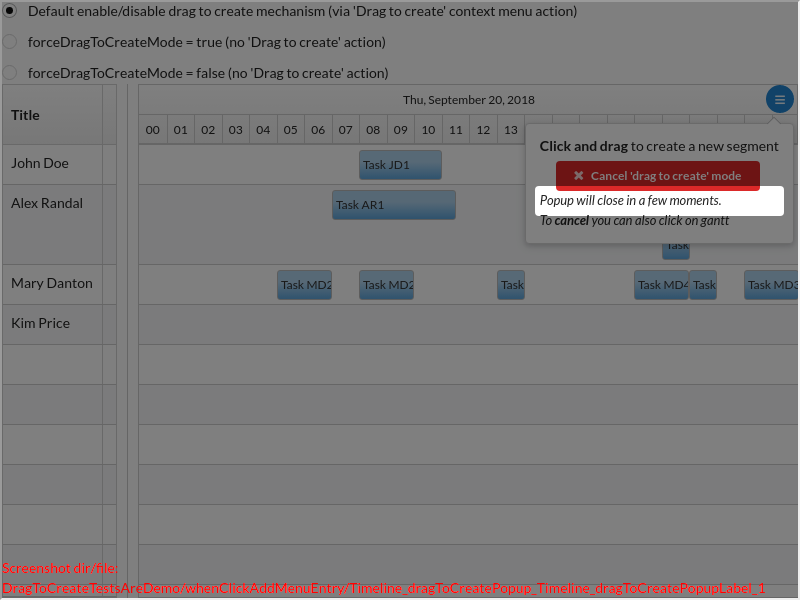 Default enable/disable drag to create mechanism (via 'Drag to create' context menu action)
forceDragToCreateMode = true (no 'Drag to create' action)
forceDragToCreateMode = false (no 'Drag to create' action)
Title
Thu, September 20, 2018
00 01 02 03 04 05 06 07 08 09 10 11 12 13
Click and drag to create a new segment
✖ Cancel 'drag to create' mode
Popup will close in a few moments.
To cancel you can also click on gantt
John Doe
Task JD1
Alex Randal
Task AR1
Task
Mary Danton
Task MD2 Task MD2 Task Task MD4 Task Task MD3
Kim Price
Screenshot dir/file:
DragToCreateTestsAreDemo/whenClickAddMenuEntry/Timeline_dragToCreatePopup_Timeline_dragToCreatePopupLabel_1